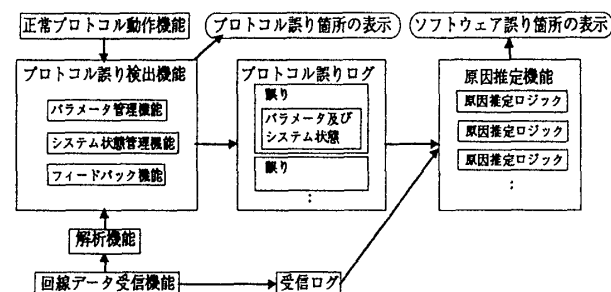 正常プロトコル動作機能
プロトコル誤り箇所の表示
ソフトウェア誤り箇所の表示
プロトコル誤り検出機能
パラメータ管理機能
システム状態管理機能
フィードバック機能
プロトコル誤りログ
誤り
パラメータ及び
システム状態
誤り
:
原因推定機能
原因推定ロジック
原因推定ロジック
原因推定ロジック
:
解析機能
回線データ受信機能
受信ログ